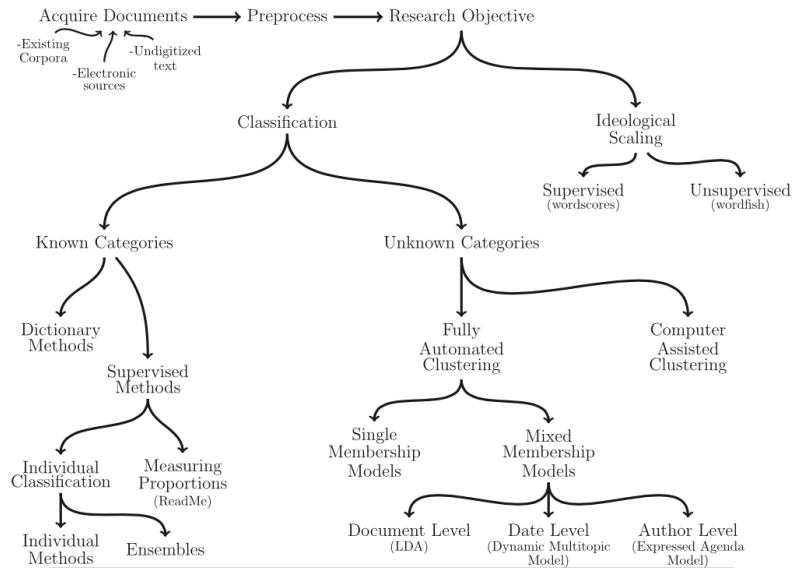 Acquire Documents
Preprocess
Research Objective
-Existing
Corpora
-Electronic
sources
-Undigitized
text
Classification
Ideological
Scaling
Supervised
(wordscores)
Unsupervised
(wordfish)
Known Categories
Unknown Categories
Dictionary
Methods
Supervised
Methods
Fully
Automated
Clustering
Computer
Assisted
Clustering
Individual
Classification
Measuring
Proportions
(ReadMe)
Single
Membership
Models
Mixed
Membership
Models
Individual
Methods
Ensembles
Document Level
(LDA)
Date Level
(Dynamic Multitopic
Model)
Author Level
(Expressed Agenda
Model)